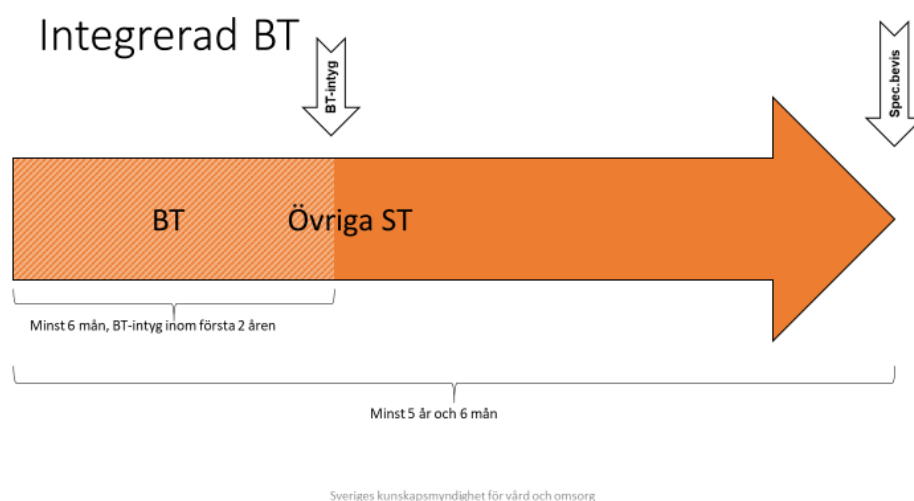 Integrerad BT
BT-intyg
Spec.bevis
BT
Övriga ST
Minst 6 mån, BT-intyg inom första 2 åren
Minst 5 år och 6 mån
Sveriges kunskapsmyndighet för vård och omsorg